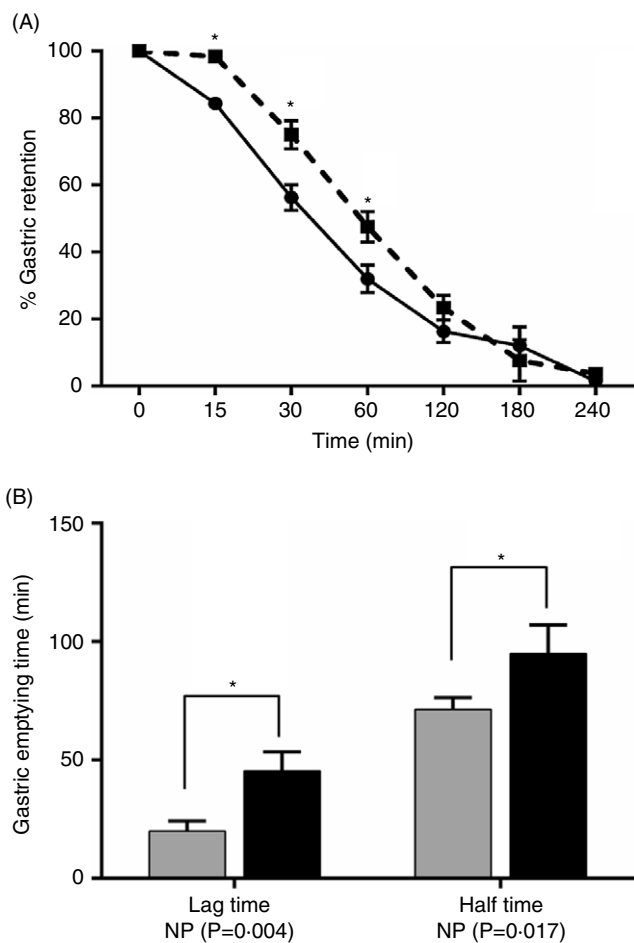 (A)
100
80
60
40
20
0
% Gastric retention
*
*
*
0 15 30 60 120 180 240
Time (min)
(B)
150
100
50
0
Gastric emptying time (min)
*
*
Lag time Half time
NP (P=0·004) NP (P=0·017)